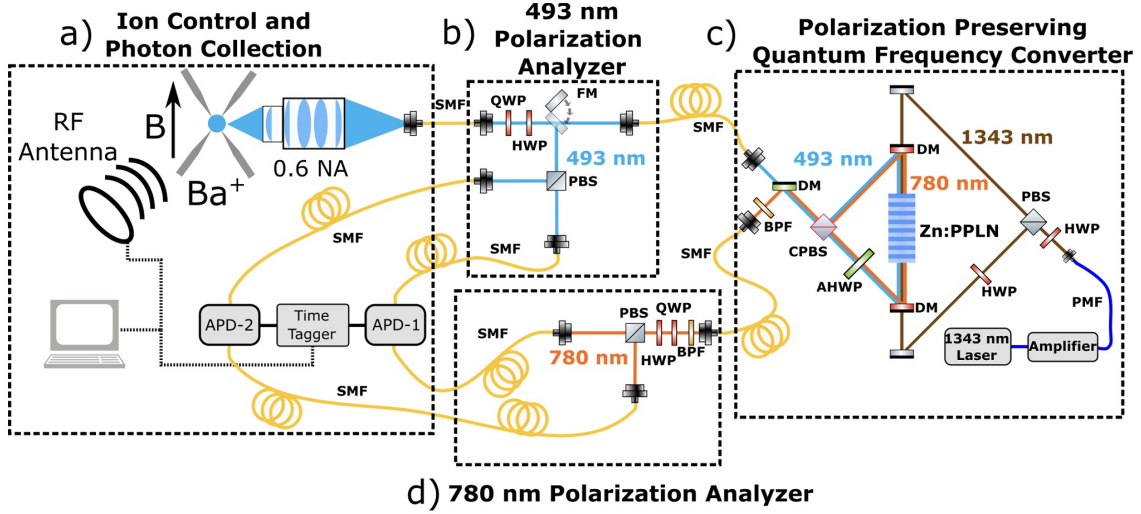 a) Ion Control and
Photon Collection
RF
Antenna
B
Ba⁺
0.6 NA
SMF
SMF
SMF
SMF
APD-2
Time
Tagger
APD-1
b) 493 nm
Polarization
Analyzer
QWP
HWP
FM
493 nm
PBS
SMF
SMF
SMF
c) Polarization Preserving
Quantum Frequency Converter
1343 nm
493 nm
DM
780 nm
DM
BPF
CPBS
Zn:PPLN
AHWP
DM
PBS
HWP
HWP
PMF
1343 nm
Laser
Amplifier
PBS
QWP
780 nm
HWP
BPF
d) 780 nm Polarization Analyzer